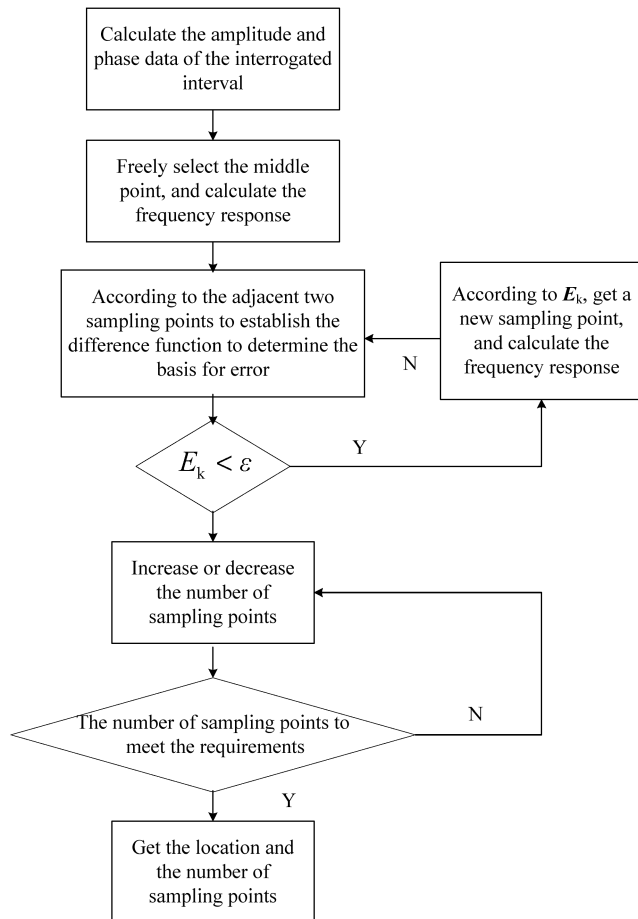 Calculate the amplitude and
phase data of the interrogated
interval
Freely select the middle
point, and calculate the
frequency response
According to the adjacent two
sampling points to establish the
difference function to determine the
basis for error
According to Eₖ, get a
new sampling point,
and calculate the
frequency response
N
Eₖ < ε
Y
Increase or decrease
the number of
sampling points
The number of sampling points to
meet the requirements
N
Y
Get the location and
the number of
sampling points